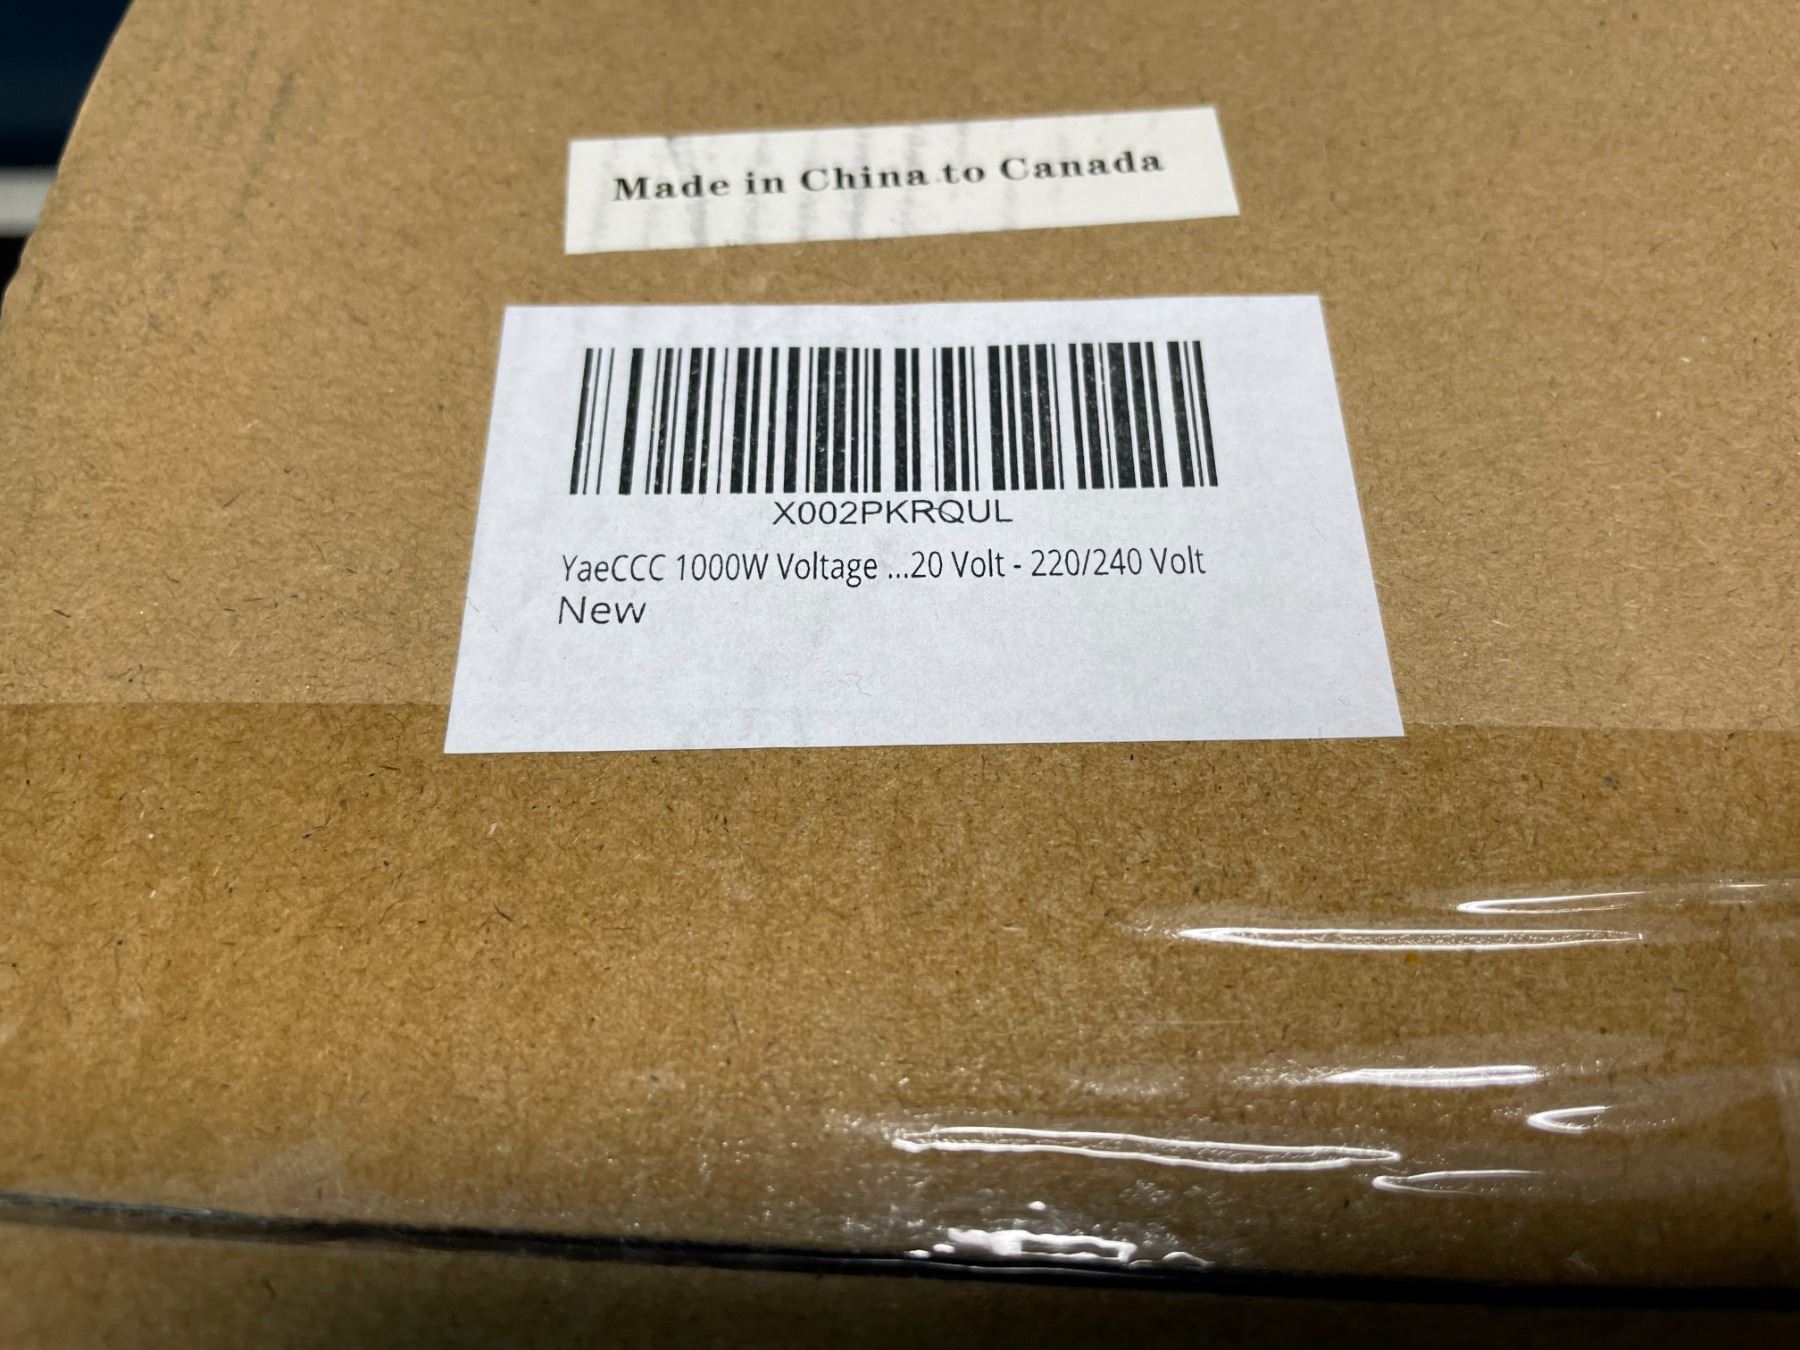 Made in China to Canada
X002PKRQUL
YaeCCC 1000W Voltage ...20 Volt - 220/240 Volt
New